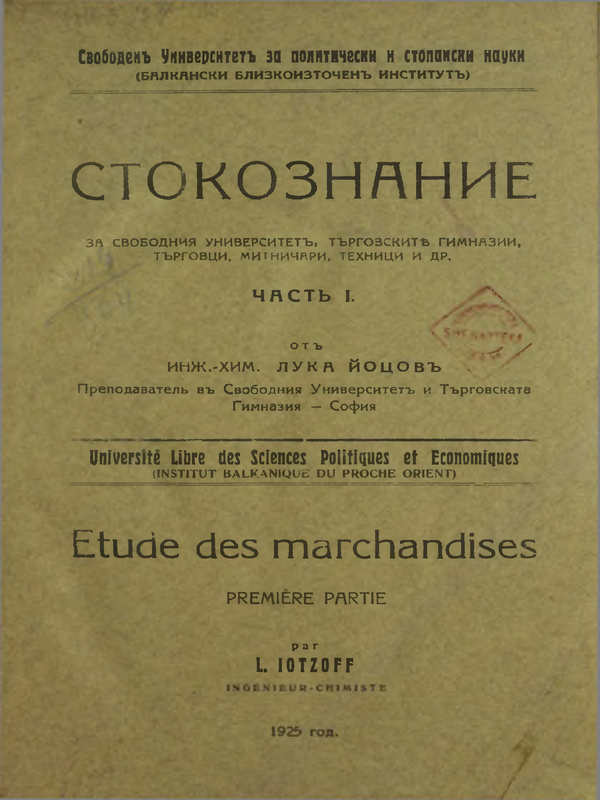 Свободенъ Университетъ за политически и стопански науки
(БАЛКАНСКИ БЛИЗКОИЗТОЧЕНЪ ИНСТИТУТЪ)
СТОКОЗНАНИЕ
ЗА СВОБОДНИЯ УНИВЕРСИТЕТЪ, ТЪРГОВСКИТѢ ГИМНАЗИИ,
ТЪРГОВЦИ, МИТНИЧАРИ, ТЕХНИЦИ И ДР.
ЧАСТЬ I.
ОТЪ
ИНЖ.-ХИМ. ЛУКА ЙОЦОВЪ
Преподаватель въ Свободния Университетъ и Търговската
Гимназия — София
Université Libre des Sciences Politiques et Economiques
(INSTITUT BALKANIQUE DU PROCHE ORIENT)
Etude des marchandises
PREMIÈRE PARTIE
par
L. IOTZOFF
INGÉNIEUR-CHIMISTE
1925 год.